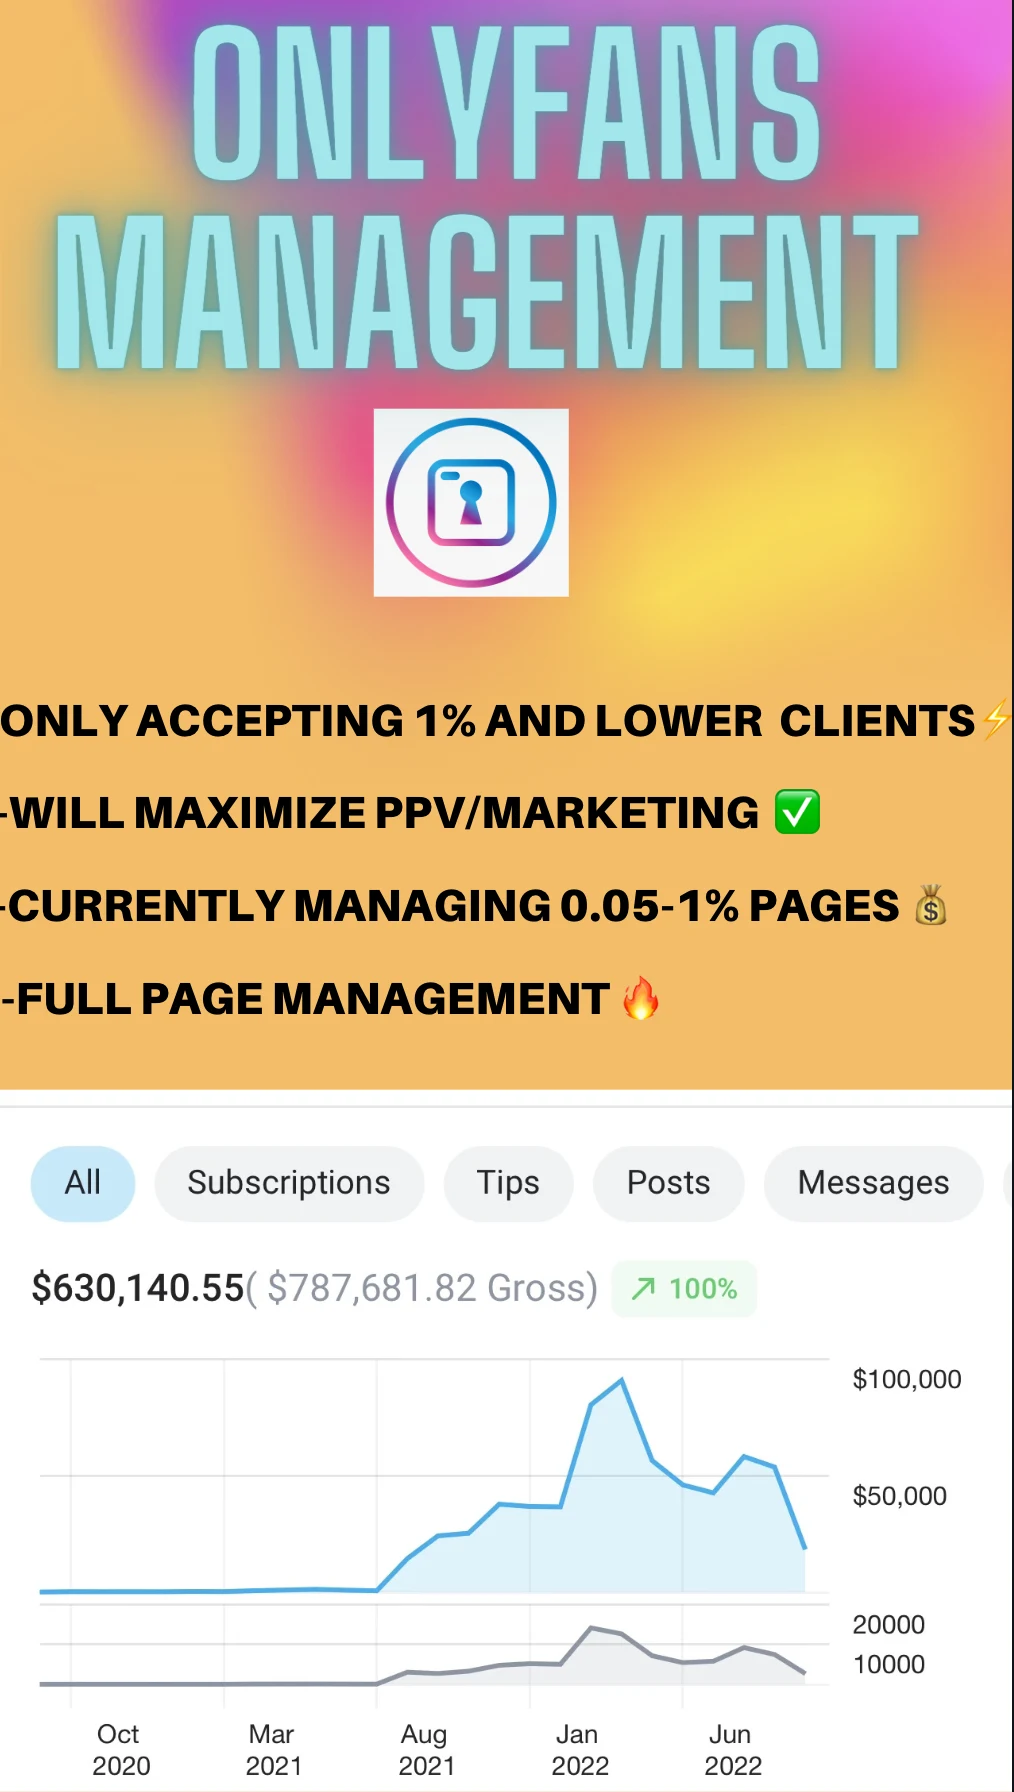 ONLYFANS
MANAGEMENT
ONLY ACCEPTING 1% AND LOWER CLIENTS⚡
-WILL MAXIMIZE PPV/MARKETING ✅
-CURRENTLY MANAGING 0.05-1% PAGES 💰
-FULL PAGE MANAGEMENT 🔥
All Subscriptions Tips Posts Messages
$630,140.55( $787,681.82 Gross) ↗ 100%
$100,000
$50,000
20000
10000
Oct Mar Aug Jan Jun
2020 2021 2021 2022 2022